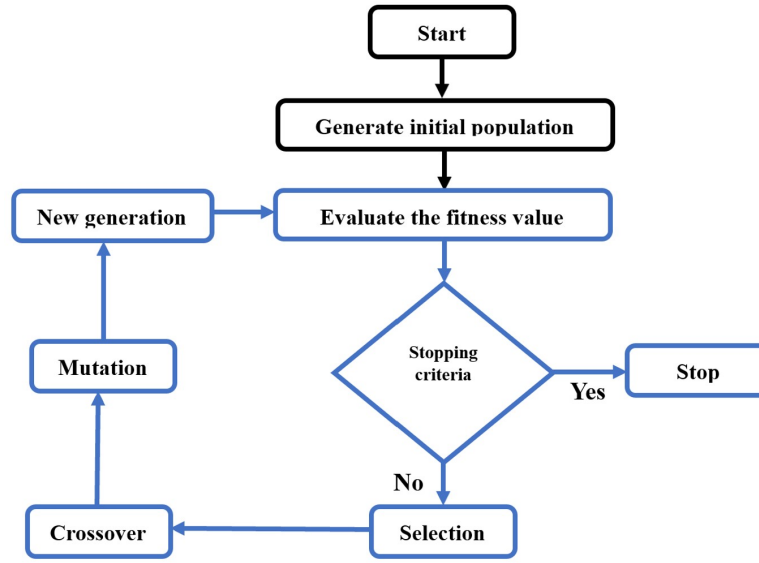 Start
Generate initial population
New generation
Evaluate the fitness value
Stopping
criteria
Mutation
Yes
Stop
No
Crossover
Selection